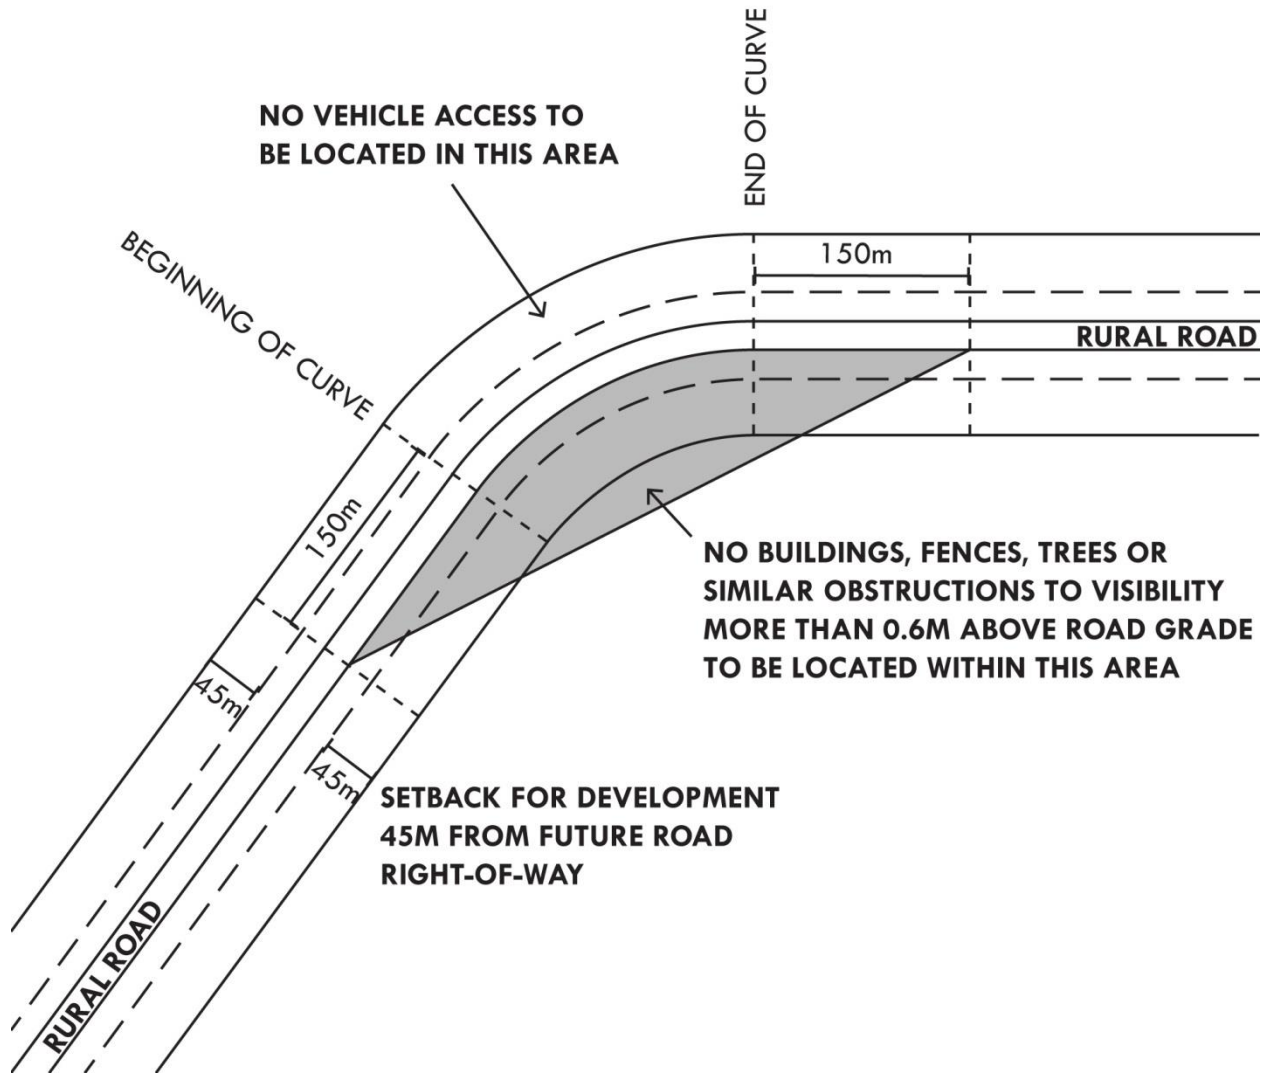 END OF CURVE
NO VEHICLE ACCESS TO
BE LOCATED IN THIS AREA
BEGINNING OF CURVE
150m
RURAL ROAD
150m
NO BUILDINGS, FENCES, TREES OR
SIMILAR OBSTRUCTIONS TO VISIBILITY
MORE THAN 0.6M ABOVE ROAD GRADE
TO BE LOCATED WITHIN THIS AREA
45m
45m
SETBACK FOR DEVELOPMENT
45M FROM FUTURE ROAD
RIGHT-OF-WAY
RURAL ROAD